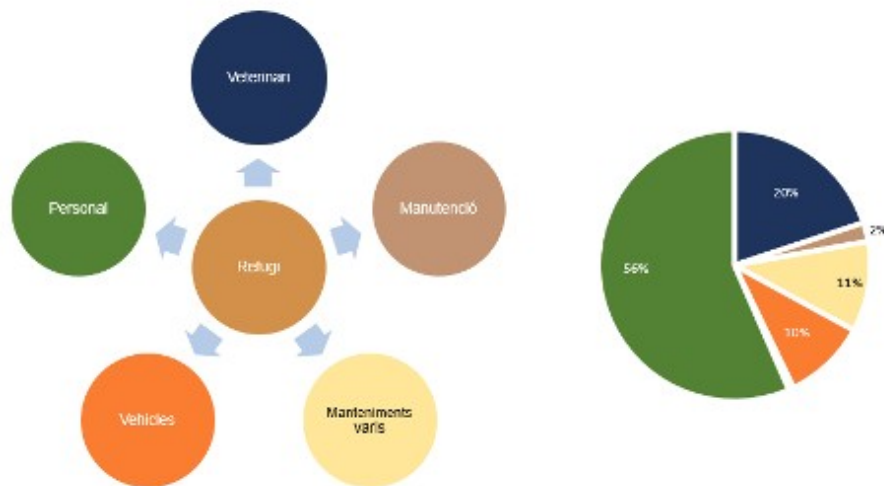 Veterinari
Personal
Manutenció
Refugi
Vehicles
Manteniments
varis
20%
2%
11%
10%
56%